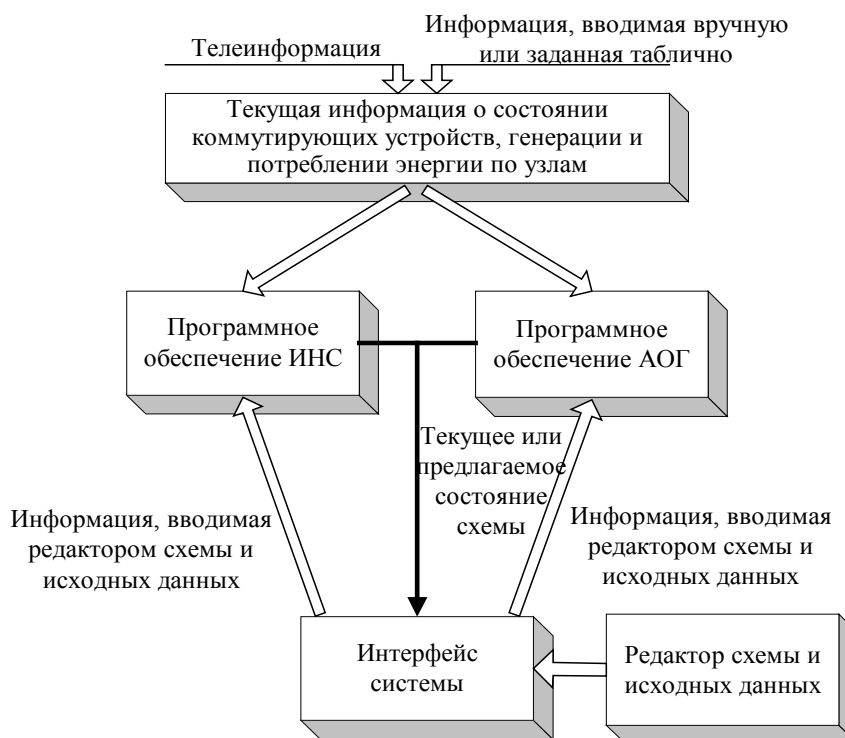 Телеинформация
Информация, вводимая вручную
или заданная таблично
Текущая информация о состоянии
коммутирующих устройств, генерации и
потреблении энергии по узлам
Программное
обеспечение ИНС
Программное
обеспечение АОГ
Текущее или
предлагаемое
состояние
схемы
Информация, вводимая
редактором схемы и
исходных данных
Информация, вводимая
редактором схемы и
исходных данных
Интерфейс
системы
Редактор схемы и
исходных данных